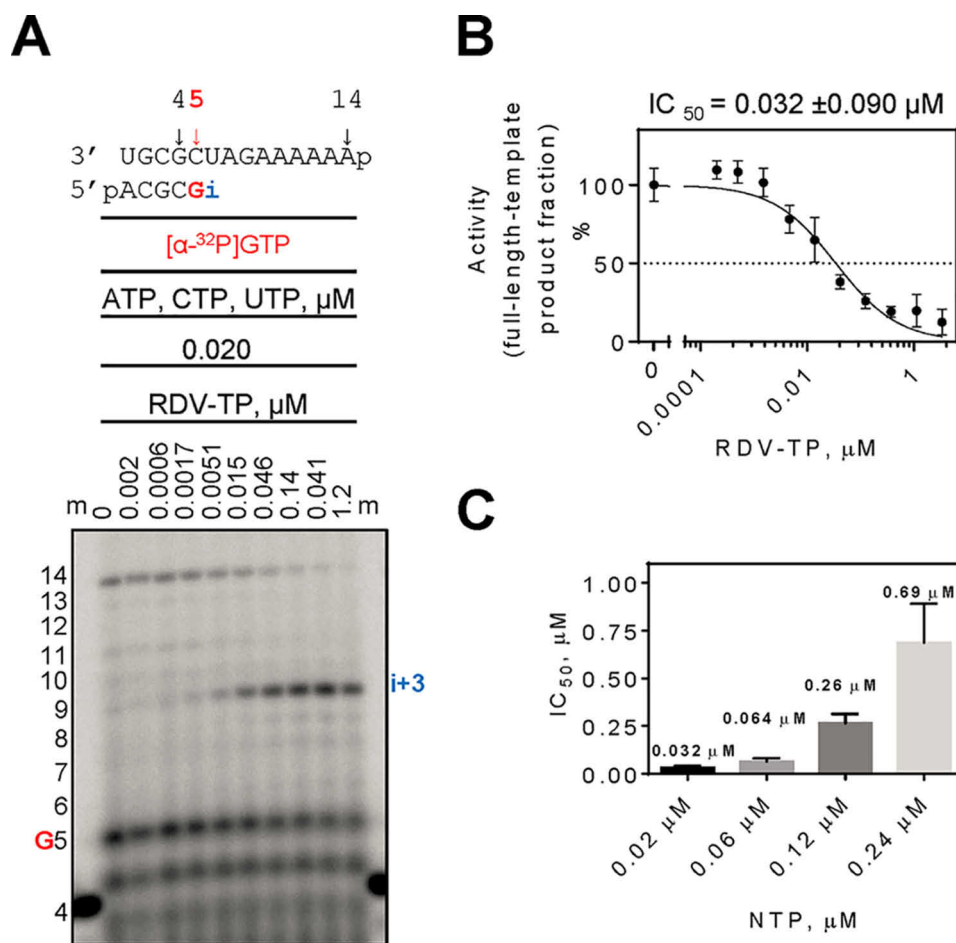 A
4 5 14
↓ ↓ ↓
3' UGCGCUAGAAAAAAp
5'pACGCGi
[α-³²P]GTP
ATP, CTP, UTP, µM
0.020
RDV-TP, µM
m 0 0.002 0.0006 0.0017 0.0051 0.015 0.046 0.14 0.041 1.2 m
14
13
12
11
10
i+3
9
8
7
6
G5
4
B
IC 50 = 0.032 ±0.090 µM
Activity
(full-length-template
product fraction)
%
100
50
0
0 0.0001 0.01 1
RDV-TP, µM
C
IC50, µM
1.00
0.75
0.50
0.25
0.00
0.032 µM
0.064 µM
0.26 µM
0.69 µM
0.02 µM 0.06 µM 0.12 µM 0.24 µM
NTP, µM